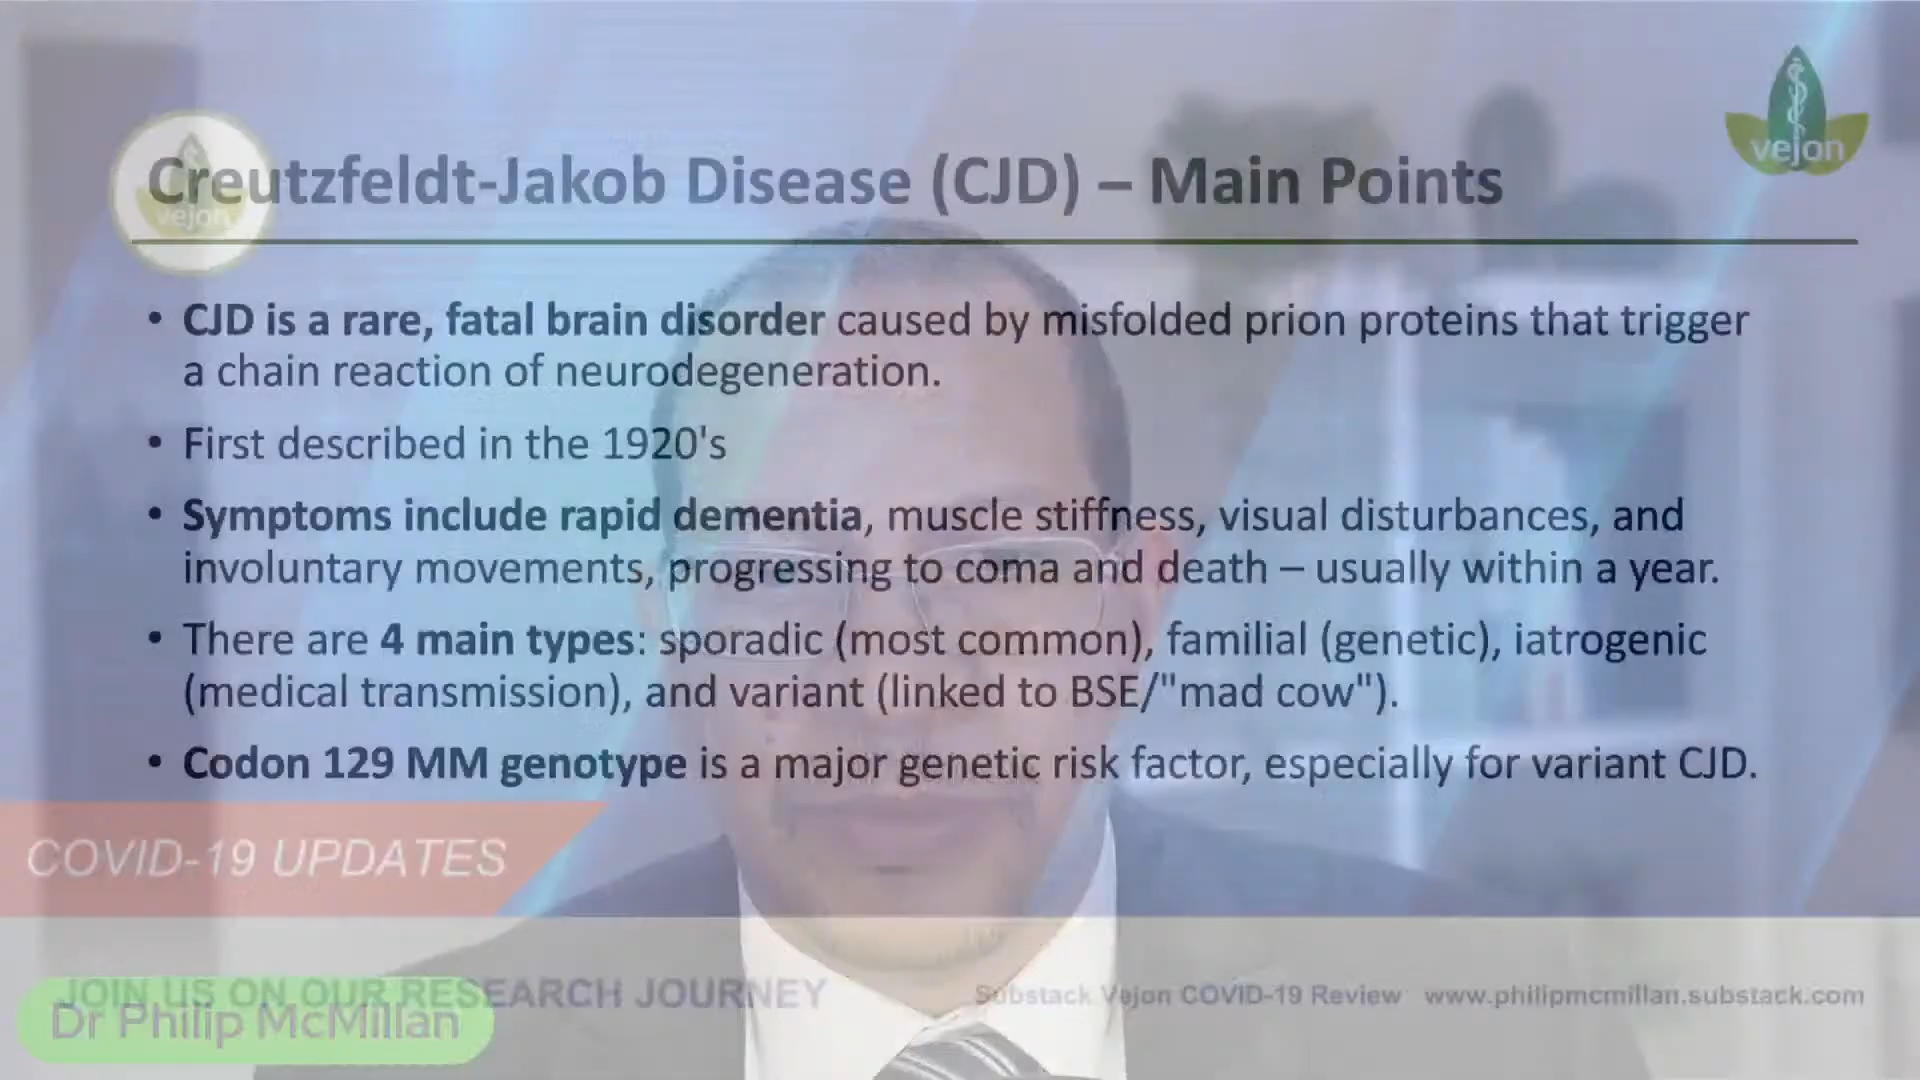 vejon
vejon
Creutzfeldt-Jakob Disease (CJD) – Main Points
• CJD is a rare, fatal brain disorder caused by misfolded prion proteins that trigger
a chain reaction of neurodegeneration.
• First described in the 1920's
• Symptoms include rapid dementia, muscle stiffness, visual disturbances, and
involuntary movements, progressing to coma and death – usually within a year.
• There are 4 main types: sporadic (most common), familial (genetic), iatrogenic
(medical transmission), and variant (linked to BSE/"mad cow").
• Codon 129 MM genotype is a major genetic risk factor, especially for variant CJD.
COVID-19 UPDATES
JOIN US ON OUR RESEARCH JOURNEY
Substack Vejon COVID-19 Review www.philipmcmillan.substack.com
Dr Philip McMillan